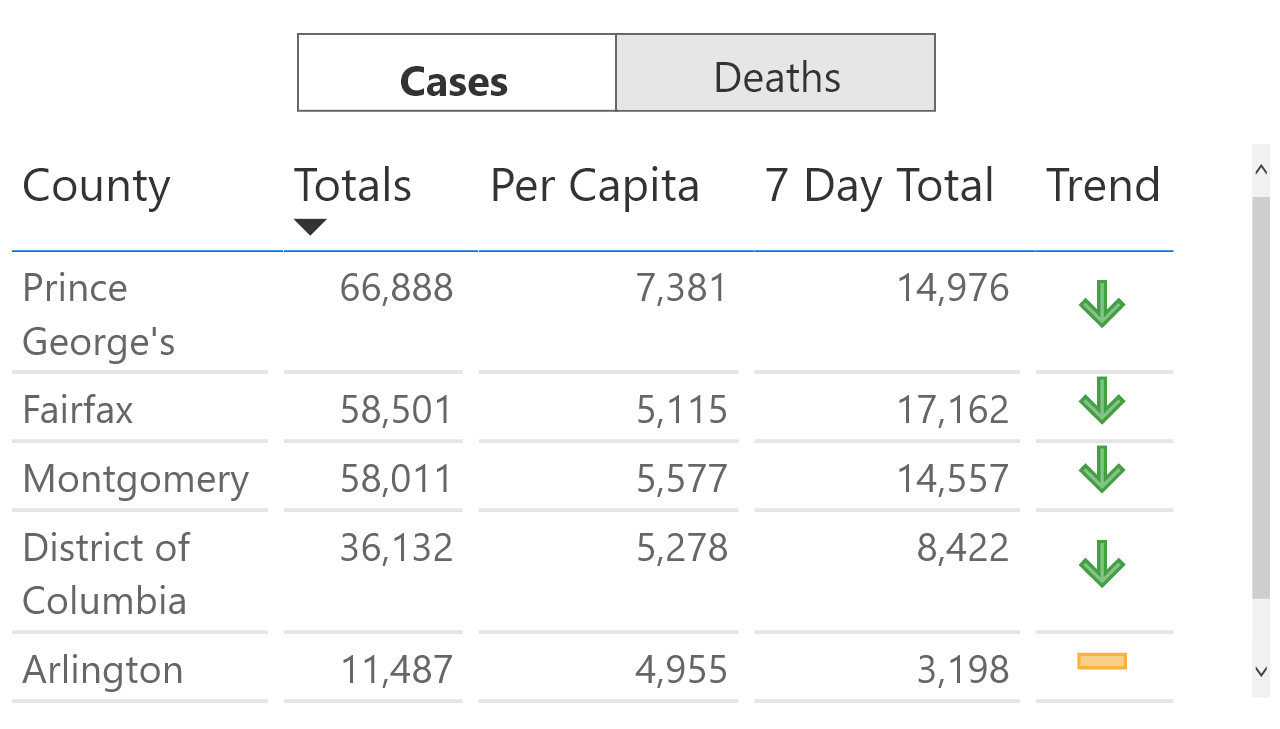 Cases Deaths
County Totals Per Capita 7 Day Total Trend
Prince George's 66,888 7,381 14,976
Fairfax 58,501 5,115 17,162
Montgomery 58,011 5,577 14,557
District of Columbia 36,132 5,278 8,422
Arlington 11,487 4,955 3,198